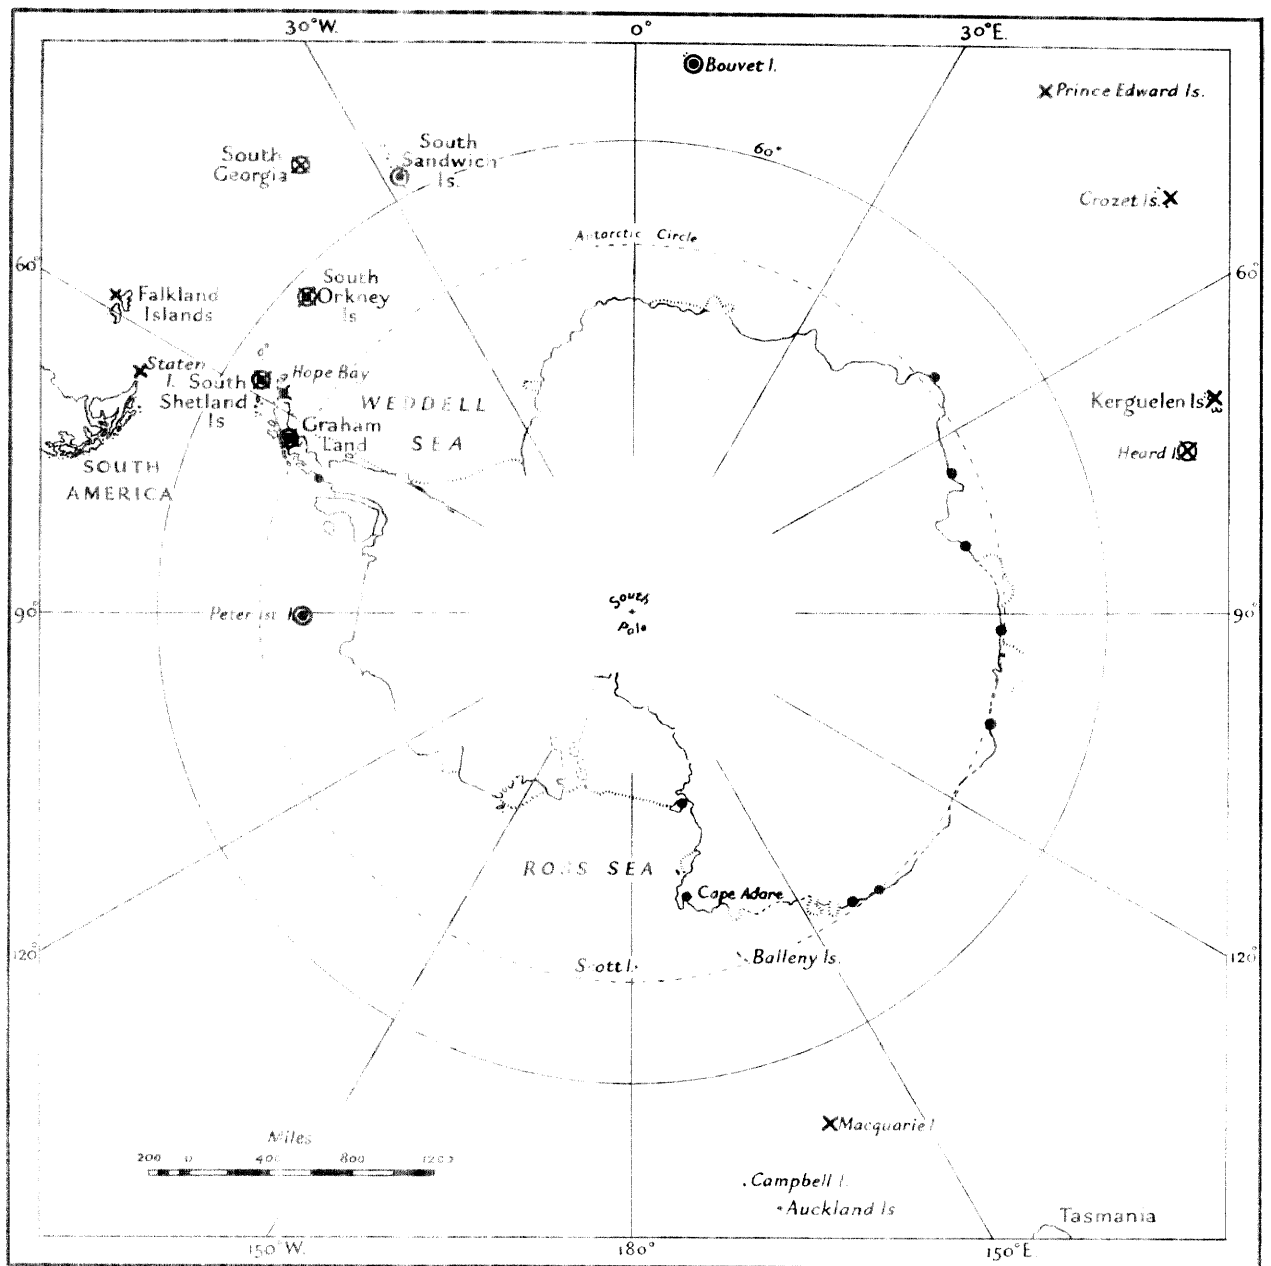 30°W.
0°
30°E.
Bouvet I.
Prince Edward Is.
South
Georgia
South
Sandwich
Is.
60°
Crozet Is.
Antarctic Circle
60°
60°
Falkland
Islands
South
Orkney
Is
Staten
I.
South
Shetland
Is
Hope Bay
WEDDELL
SEA
Graham
Land
Kerguelen Is.
Heard I.
SOUTH
AMERICA
90°
Peter 1st I.
South
Pole
90°
ROSS SEA
Cape Adare
120°
Scott I.
Balleny Is.
120°
Macquarie I
Miles
200 0 400 800 1200
Campbell I.
Auckland Is
Tasmania
150°W.
180°
150°E.